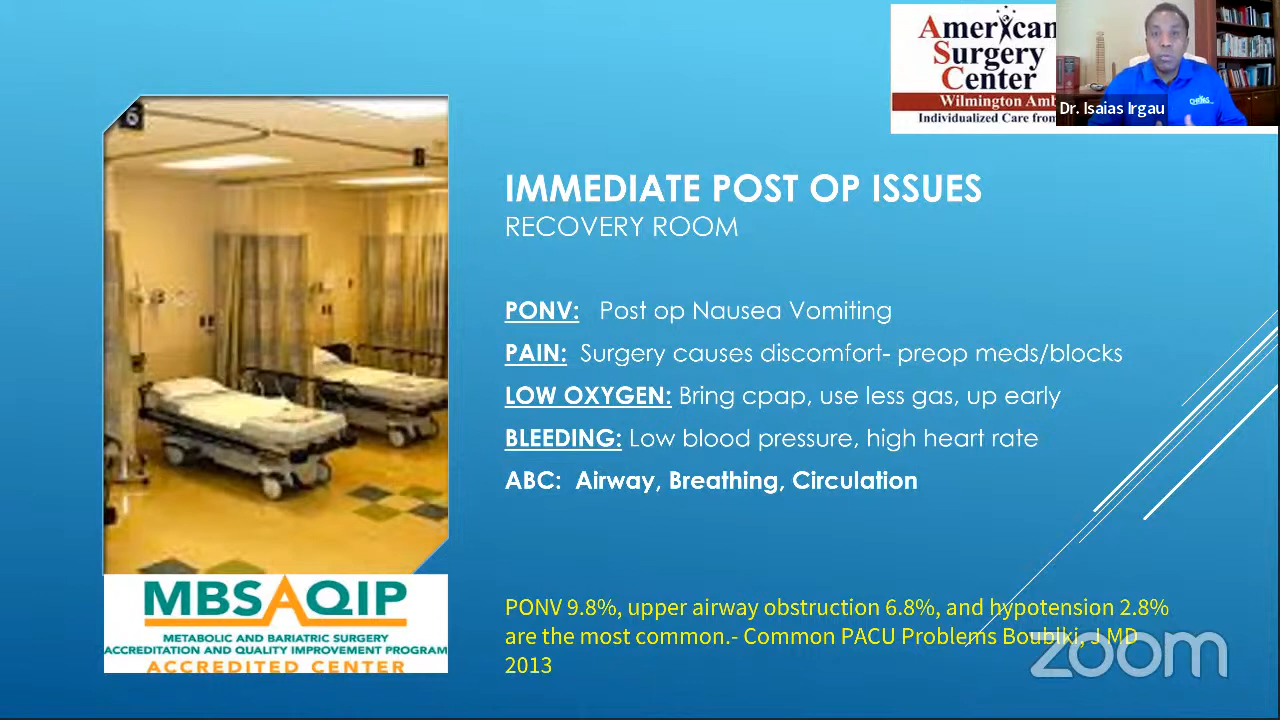 American
Surgery
Center
Wilmington Amb
Individualized Care from
Dr. Isaias Irgau
IMMEDIATE POST OP ISSUES
RECOVERY ROOM
PONV: Post op Nausea Vomiting
PAIN: Surgery causes discomfort- preop meds/blocks
LOW OXYGEN: Bring cpap, use less gas, up early
BLEEDING: Low blood pressure, high heart rate
ABC: Airway, Breathing, Circulation
MBSAQIP
METABOLIC AND BARIATRIC SURGERY
ACCREDITATION AND QUALITY IMPROVEMENT PROGRAM
ACCREDITED CENTER
PONV 9.8%, upper airway obstruction 6.8%, and hypotension 2.8%
are the most common.- Common PACU Problems Boublki, J MD
2013
zoom